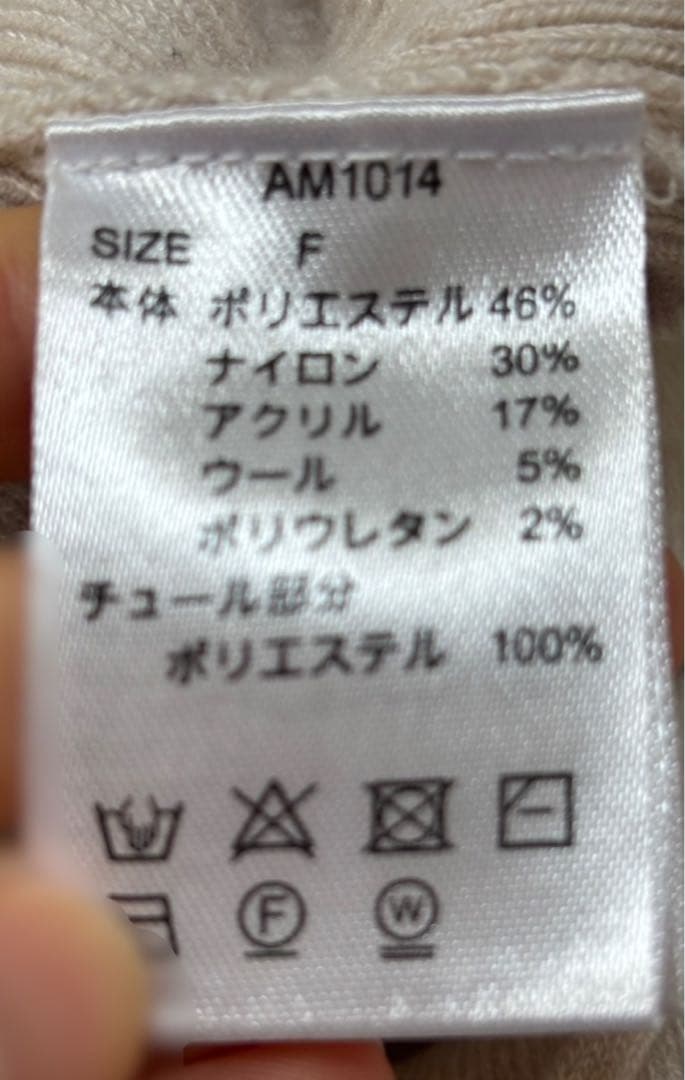 AM1014
SIZE F
本体 ポリエステル 46%
ナイロン 30%
アクリル 17%
ウール 5%
ポリウレタン 2%
チュール部分
ポリエステル 100%
F W